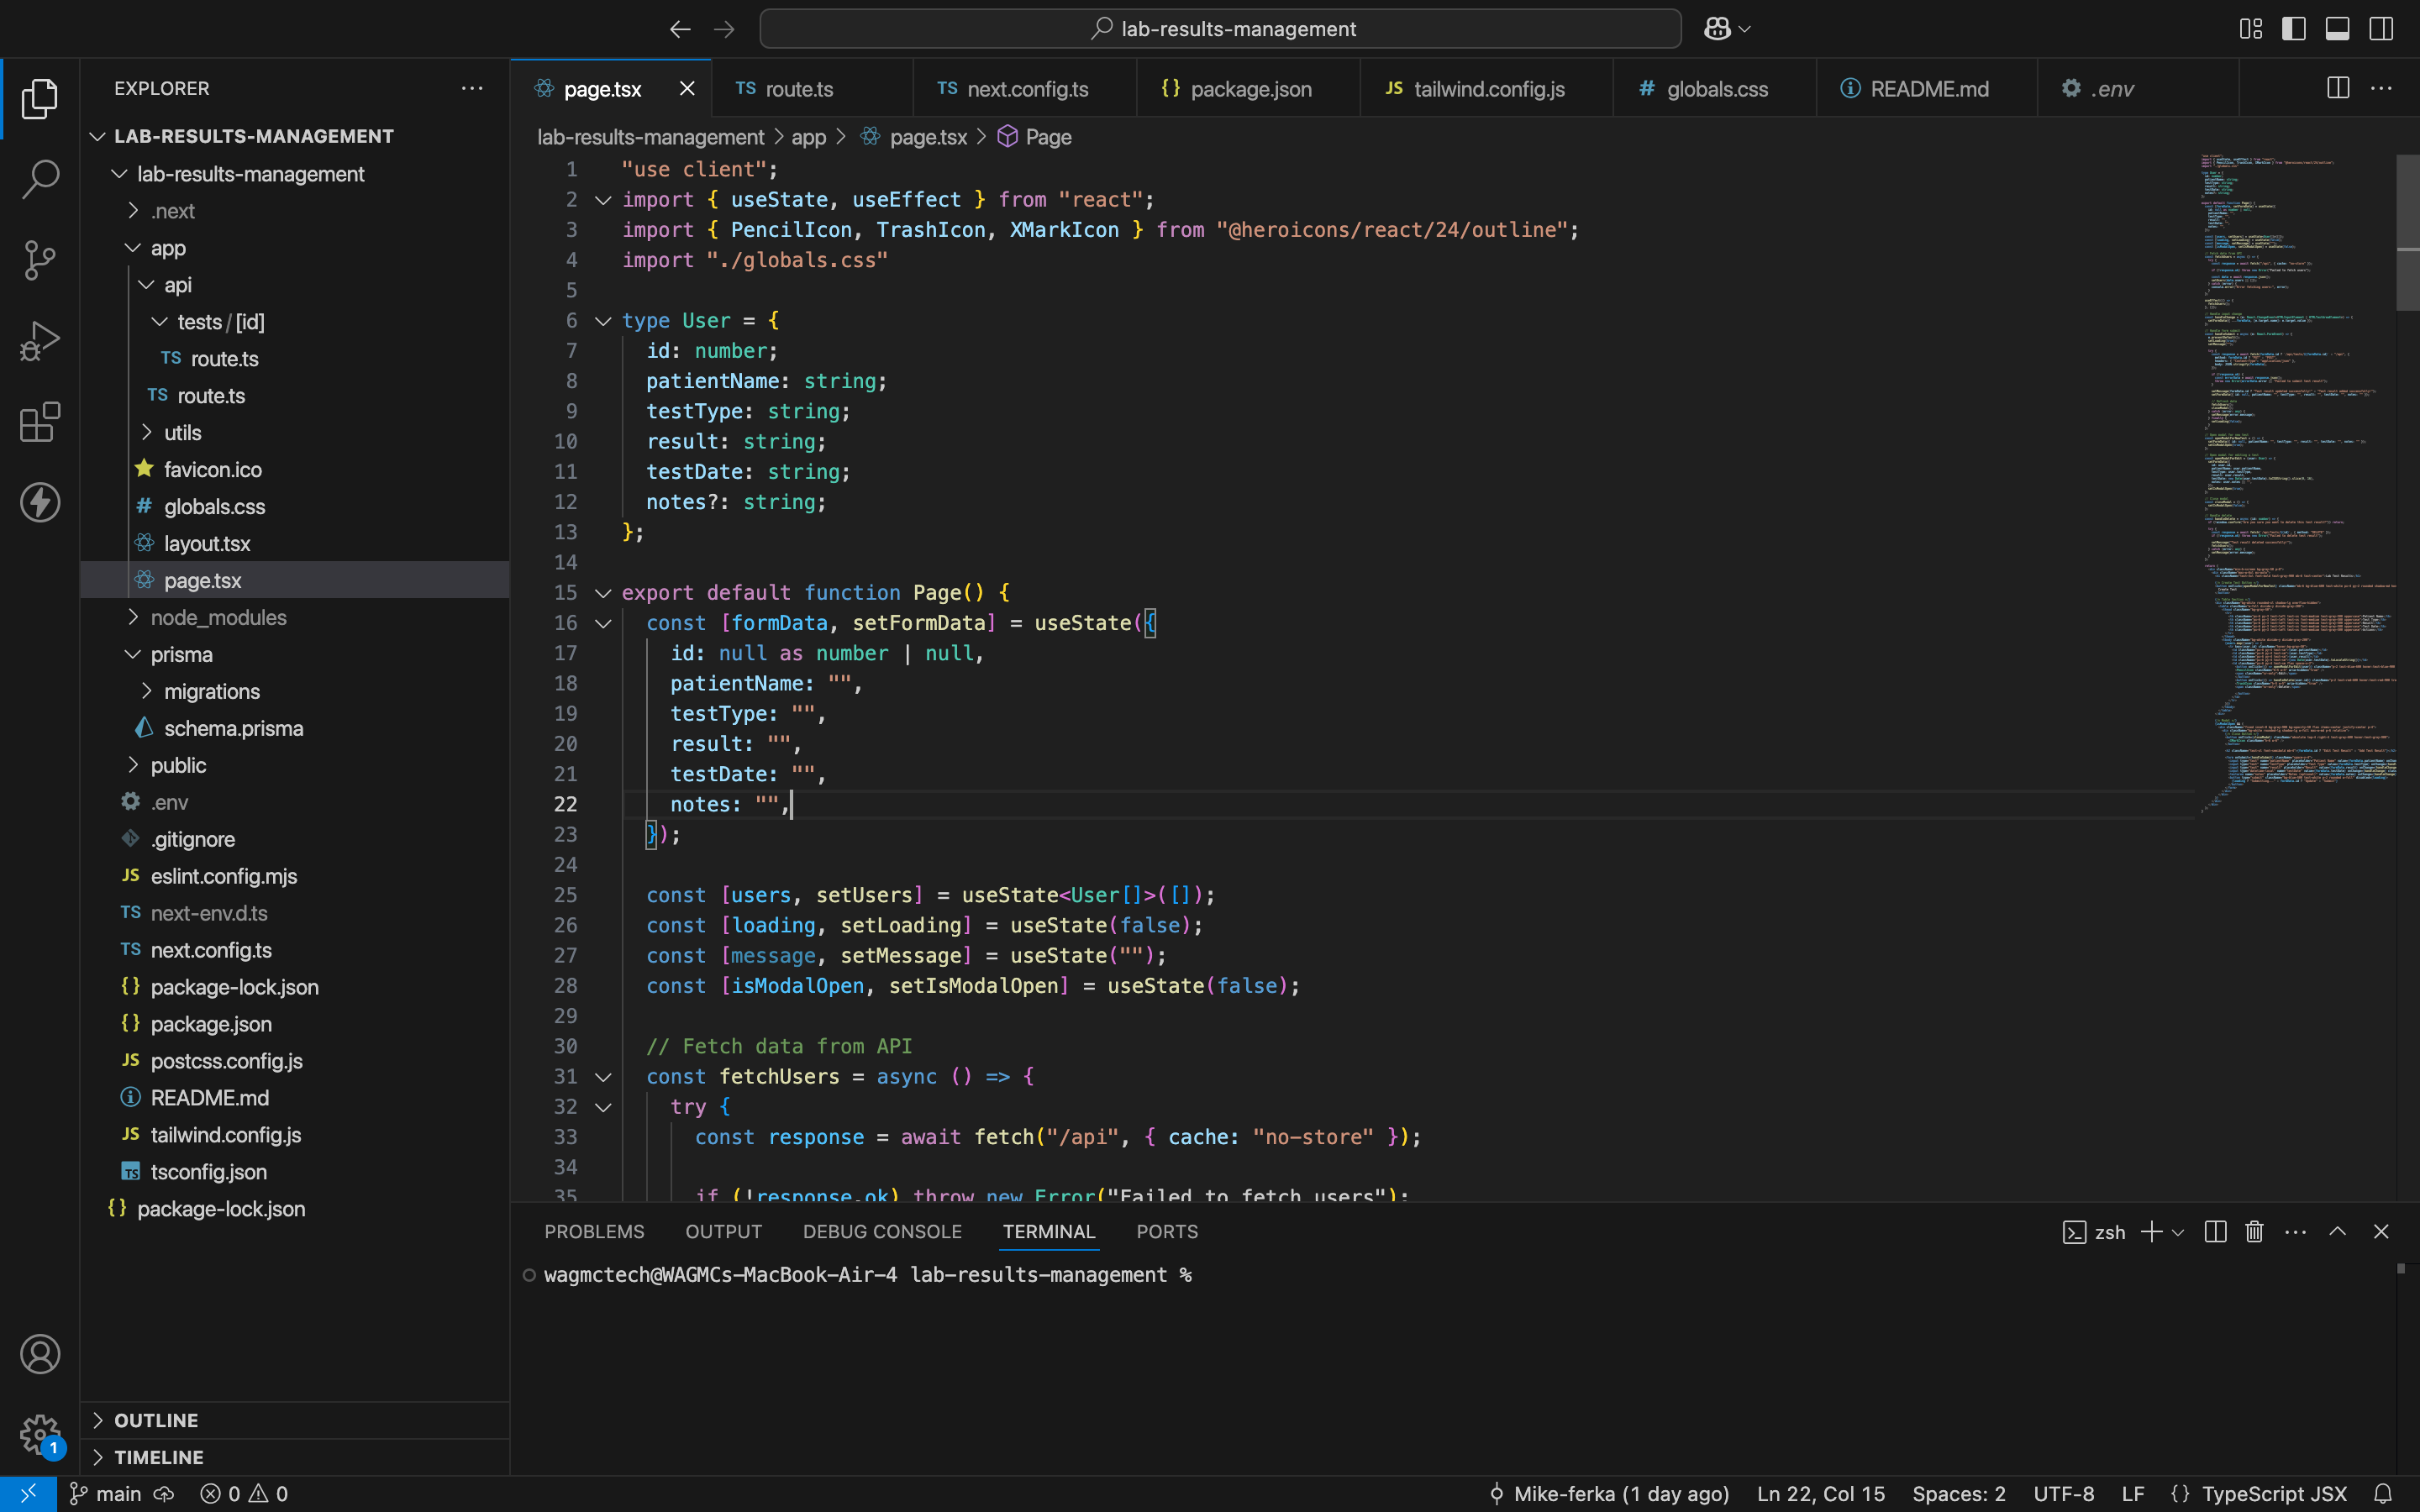 lab-results-management
EXPLORER
LAB-RESULTS-MANAGEMENT
lab-results-management
.next
app
api
tests / [id]
TS route.ts
TS route.ts
utils
favicon.ico
# globals.css
layout.tsx
page.tsx
node_modules
prisma
migrations
schema.prisma
public
.env
.gitignore
JS eslint.config.mjs
TS next-env.d.ts
TS next.config.ts
{} package-lock.json
{} package.json
JS postcss.config.js
README.md
JS tailwind.config.js
TS tsconfig.json
{} package-lock.json
OUTLINE
TIMELINE
1
page.tsx
TS route.ts
TS next.config.ts
{} package.json
JS tailwind.config.js
# globals.css
README.md
.env
lab-results-management > app > page.tsx > Page
1 "use client";
2 import { useState, useEffect } from "react";
3 import { PencilIcon, TrashIcon, XMarkIcon } from "@heroicons/react/24/outline";
4 import "./globals.css"
5
6 type User = {
7 id: number;
8 patientName: string;
9 testType: string;
10 result: string;
11 testDate: string;
12 notes?: string;
13 };
14
15 export default function Page() {
16 const [formData, setFormData] = useState({
17 id: null as number | null,
18 patientName: "",
19 testType: "",
20 result: "",
21 testDate: "",
22 notes: "",
23 });
24
25 const [users, setUsers] = useState<User[]>([]);
26 const [loading, setLoading] = useState(false);
27 const [message, setMessage] = useState("");
28 const [isModalOpen, setIsModalOpen] = useState(false);
29
30 // Fetch data from API
31 const fetchUsers = async () => {
32 try {
33 const response = await fetch("/api", { cache: "no-store" });
34
35 if (!response.ok) throw new Error("Failed to fetch users");
PROBLEMS OUTPUT DEBUG CONSOLE TERMINAL PORTS
zsh
wagmctech@WAGMCs-MacBook-Air-4 lab-results-management %
main 0 0
Mike-ferka (1 day ago) Ln 22, Col 15 Spaces: 2 UTF-8 LF {} TypeScript JSX